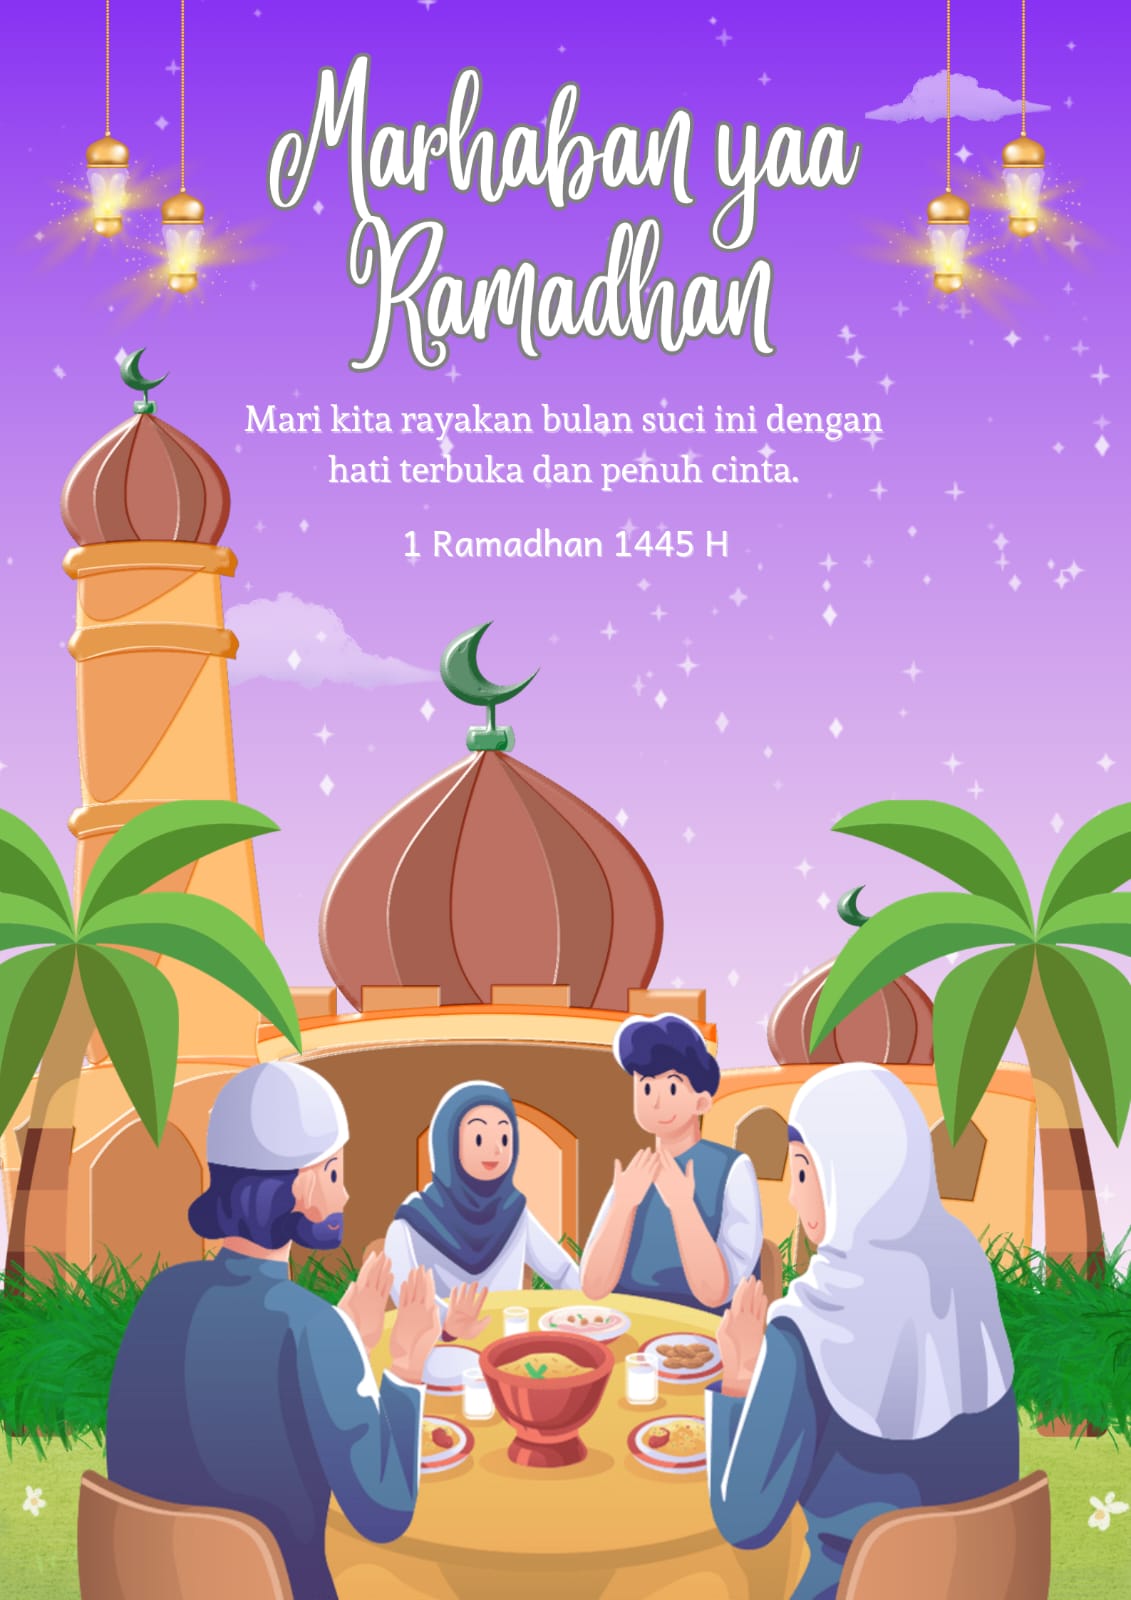 Marhaban yaa
Ramadhan
Mari kita rayakan bulan suci ini dengan
hati terbuka dan penuh cinta.
1 Ramadhan 1445 H